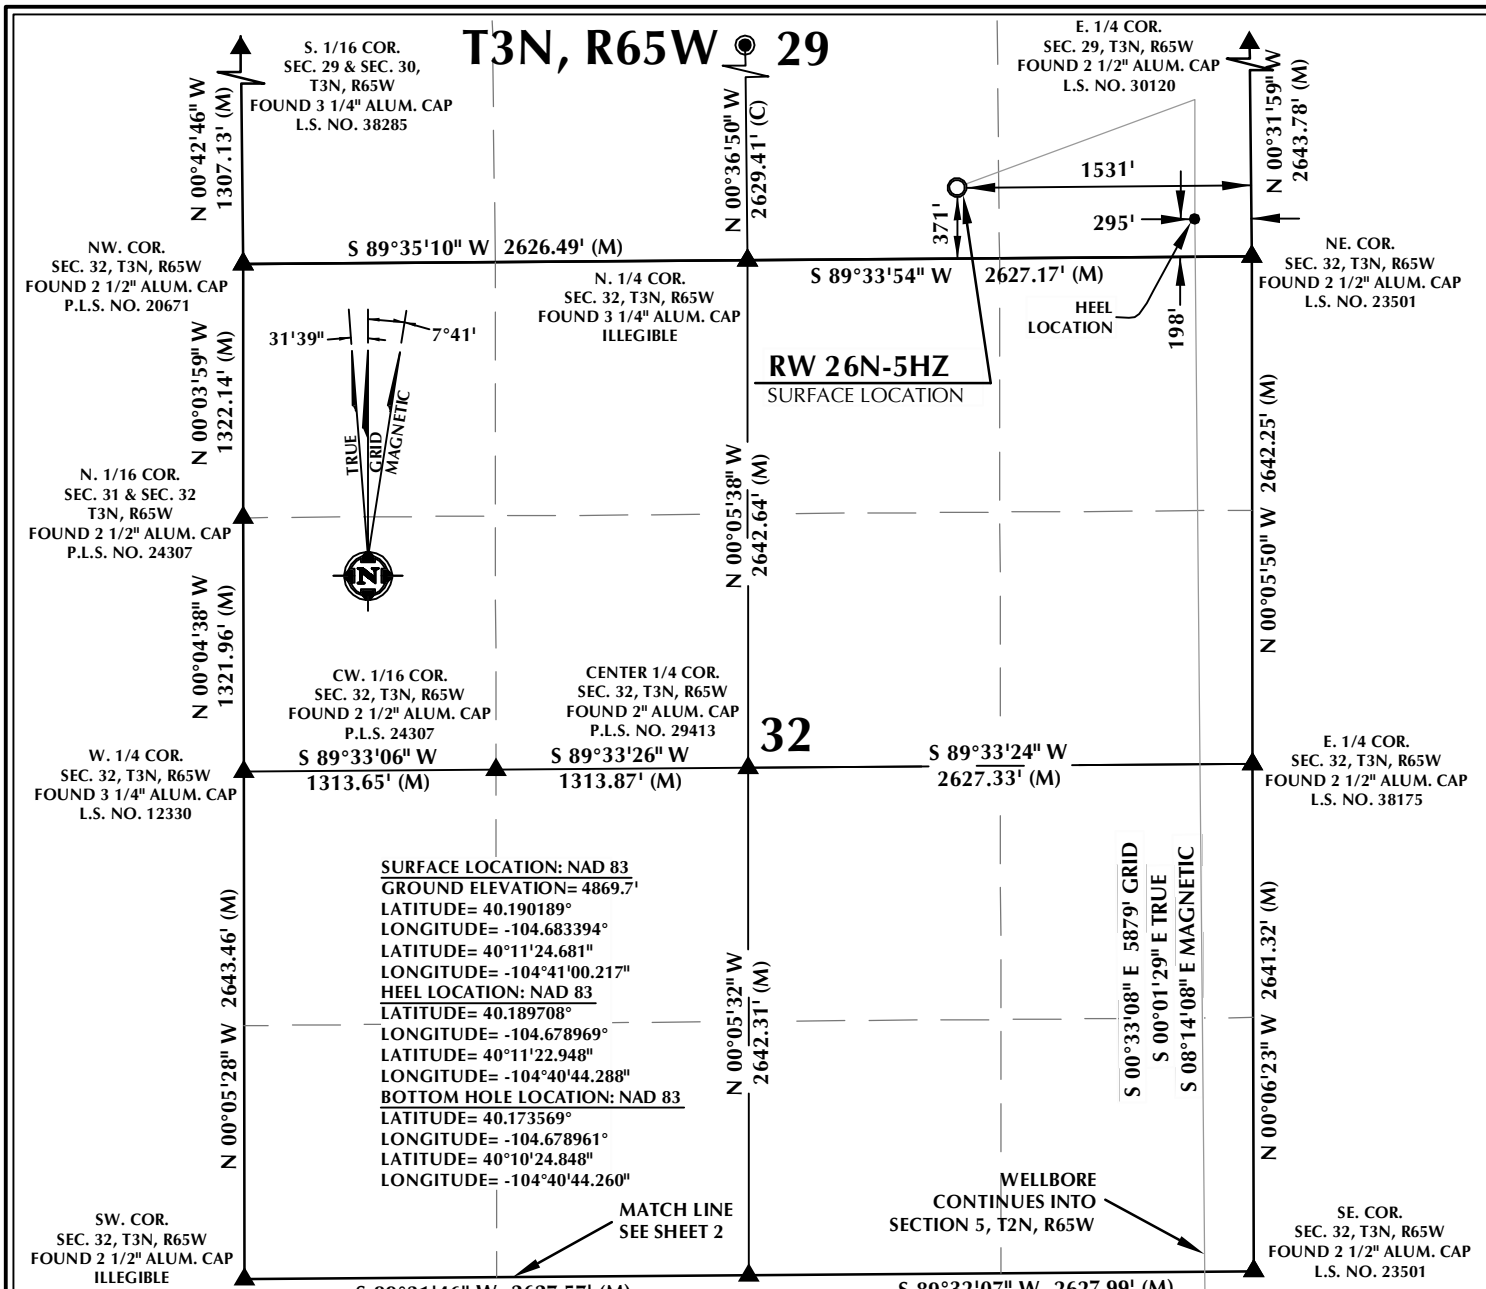 T3N, R65W
29
S. 1/16 COR.
SEC. 29 & SEC. 30,
T3N, R65W
FOUND 3 1/4" ALUM. CAP
L.S. NO. 38285
E. 1/4 COR.
SEC. 29, T3N, R65W
FOUND 2 1/2" ALUM. CAP
L.S. NO. 30120
N 00°42'46" W
1307.13' (M)
N 00°36'50" W
2629.41' (C)
N 00°31'59" W
2643.78' (M)
1531'
371'
295'
198'
HEEL
LOCATION
NW. COR.
SEC. 32, T3N, R65W
FOUND 2 1/2" ALUM. CAP
P.L.S. NO. 20671
S 89°35'10" W 2626.49' (M)
N. 1/4 COR.
SEC. 32, T3N, R65W
FOUND 3 1/4" ALUM. CAP
ILLEGIBLE
S 89°33'54" W 2627.17' (M)
NE. COR.
SEC. 32, T3N, R65W
FOUND 2 1/2" ALUM. CAP
L.S. NO. 23501
31'39"
7°41'
TRUE
GRID
MAGNETIC
N
RW 26N-5HZ
SURFACE LOCATION
N 00°03'59" W
1322.14' (M)
N. 1/16 COR.
SEC. 31 & SEC. 32
T3N, R65W
FOUND 2 1/2" ALUM. CAP
P.L.S. NO. 24307
N 00°05'38" W
2642.64' (M)
N 00°05'50" W 2642.25' (M)
N 00°04'38" W
1321.96' (M)
CW. 1/16 COR.
SEC. 32, T3N, R65W
FOUND 2 1/2" ALUM. CAP
P.L.S. 24307
CENTER 1/4 COR.
SEC. 32, T3N, R65W
FOUND 2" ALUM. CAP
P.L.S. NO. 29413
32
W. 1/4 COR.
SEC. 32, T3N, R65W
FOUND 3 1/4" ALUM. CAP
L.S. NO. 12330
S 89°33'06" W
1313.65' (M)
S 89°33'26" W
1313.87' (M)
S 89°33'24" W
2627.33' (M)
E. 1/4 COR.
SEC. 32, T3N, R65W
FOUND 2 1/2" ALUM. CAP
L.S. NO. 38175
SURFACE LOCATION: NAD 83
GROUND ELEVATION= 4869.7'
LATITUDE= 40.190189°
LONGITUDE= -104.683394°
LATITUDE= 40°11'24.681"
LONGITUDE= -104°41'00.217"
HEEL LOCATION: NAD 83
LATITUDE= 40.189708°
LONGITUDE= -104.678969°
LATITUDE= 40°11'22.948"
LONGITUDE= -104°40'44.288"
BOTTOM HOLE LOCATION: NAD 83
LATITUDE= 40.173569°
LONGITUDE= -104.678961°
LATITUDE= 40°10'24.848"
LONGITUDE= -104°40'44.260"
N 00°05'28" W 2643.46' (M)
N 00°05'32" W
2642.31' (M)
S 00°33'08" E 5879' GRID
S 00°01'29" E TRUE
S 08°14'08" E MAGNETIC
N 00°06'23" W 2641.32' (M)
MATCH LINE
SEE SHEET 2
WELLBORE
CONTINUES INTO
SECTION 5, T2N, R65W
SW. COR.
SEC. 32, T3N, R65W
FOUND 2 1/2" ALUM. CAP
ILLEGIBLE
SE. COR.
SEC. 32, T3N, R65W
FOUND 2 1/2" ALUM. CAP
L.S. NO. 23501
S 89°32'07" W 2627.99' (M)